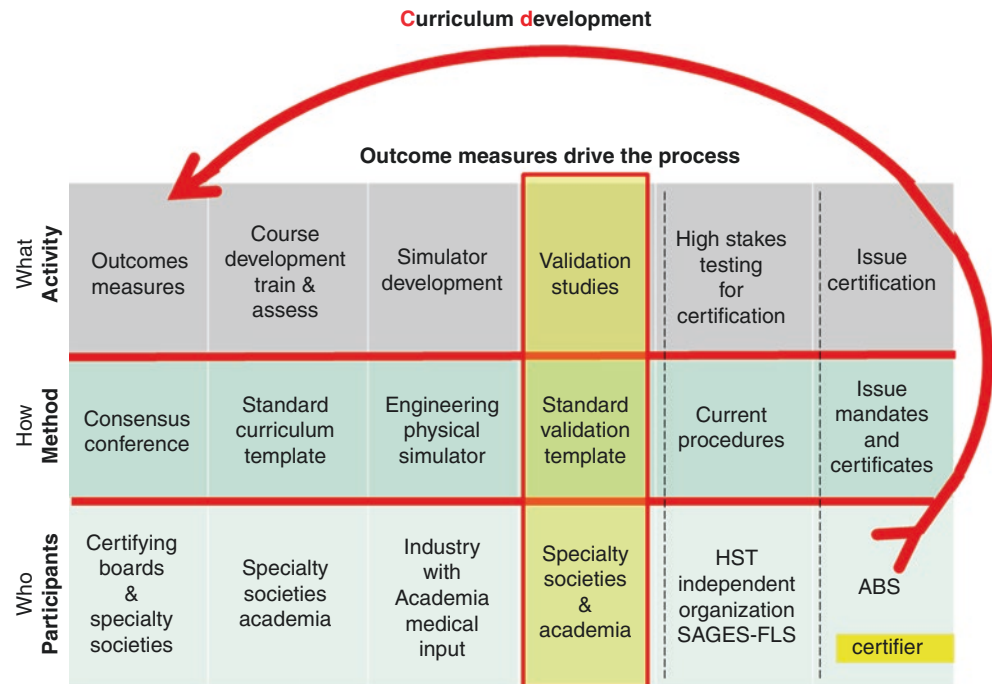 Curriculum development
Outcome measures drive the process
What
Activity
Outcomes
measures
Course
development
train &
assess
Simulator
development
Validation
studies
High stakes
testing
for
certification
Issue
certification
How
Method
Consensus
conference
Standard
curriculum
template
Engineering
physical
simulator
Standard
validation
template
Current
procedures
Issue
mandates
and
certificates
Who
Participants
Certifying
boards
&
specialty
societies
Specialty
societies
academia
Industry
with
Academia
medical
input
Specialty
societies
&
academia
HST
independent
organization
SAGES-FLS
ABS
certifier